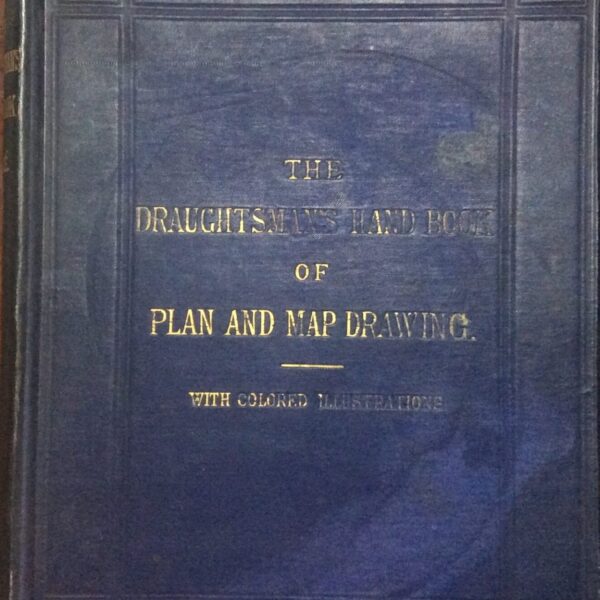 THE
DRAUGHTSMAN'S HAND BOOK
OF
PLAN AND MAP DRAWING.
WITH COLORED ILLUSTRATIONS